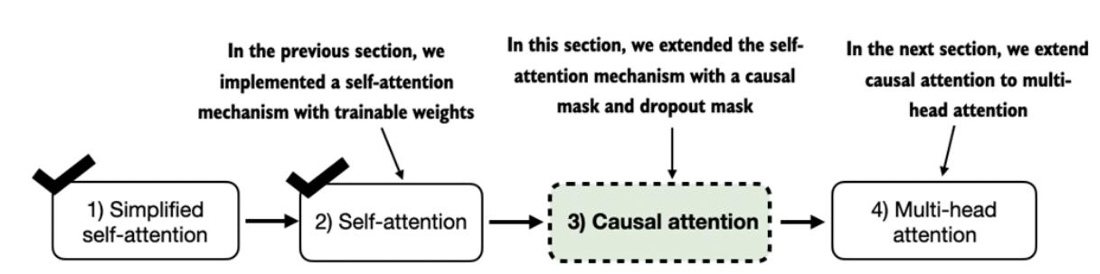 In the previous section, we
implemented a self-attention
mechanism with trainable weights
In this section, we extended the self-
attention mechanism with a causal
mask and dropout mask
In the next section, we extend
causal attention to multi-
head attention
1) Simplified
self-attention
2) Self-attention
3) Causal attention
4) Multi-head
attention